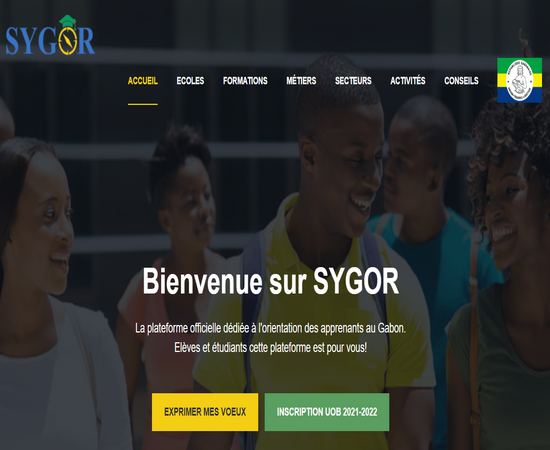 SYGOR
ACCUEIL ECOLES FORMATIONS MÉTIERS SECTEURS ACTIVITÉS CONSEILS
Bienvenue sur SYGOR
La plateforme officielle dédiée à l'orientation des apprenants au Gabon.
Elèves et étudiants cette plateforme est pour vous!
EXPRIMER MES VOEUX INSCRIPTION UOB 2021-2022